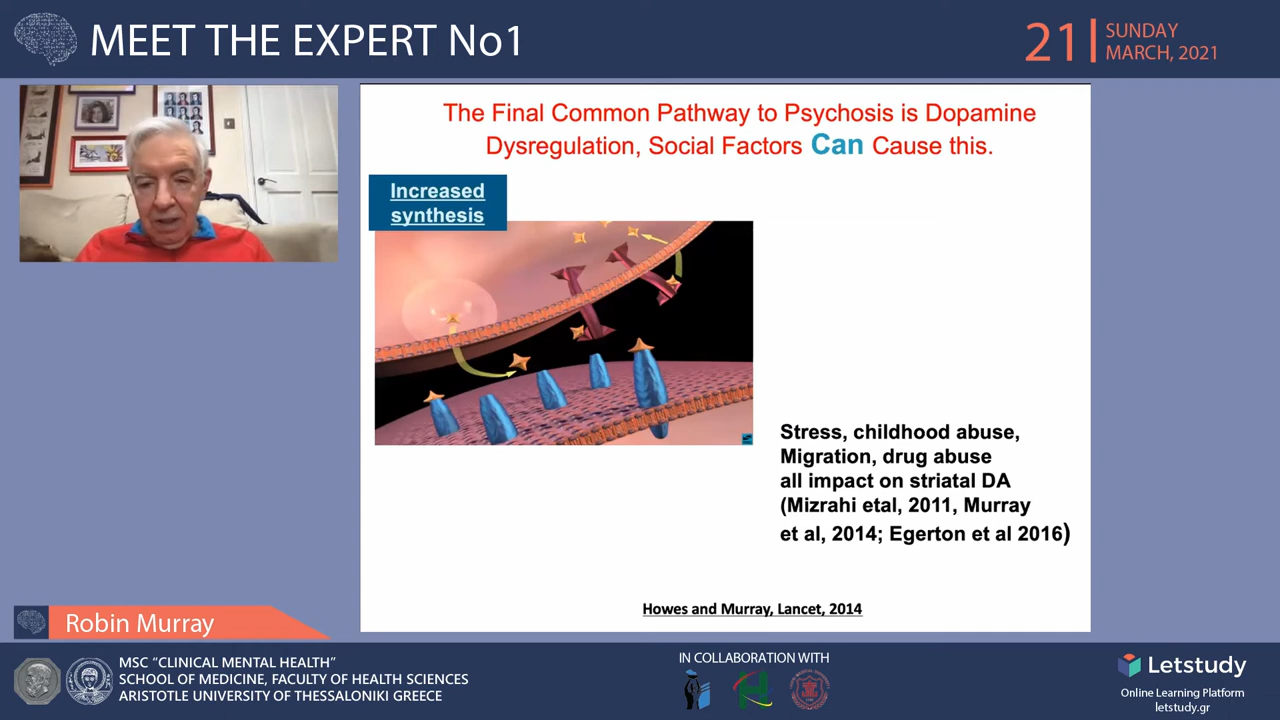 MEET THE EXPERT No1
21
SUNDAY
MARCH, 2021
The Final Common Pathway to Psychosis is Dopamine
Dysregulation, Social Factors Can Cause this.
Increased
synthesis
Stress, childhood abuse,
Migration, drug abuse
all impact on striatal DA
(Mizrahi etal, 2011, Murray
et al, 2014; Egerton et al 2016)
Howes and Murray, Lancet, 2014
Robin Murray
MSC “CLINICAL MENTAL HEALTH”
SCHOOL OF MEDICINE, FACULTY OF HEALTH SCIENCES
ARISTOTLE UNIVERSITY OF THESSALONIKI GREECE
IN COLLABORATION WITH
Letstudy
Online Learning Platform
letstudy.gr